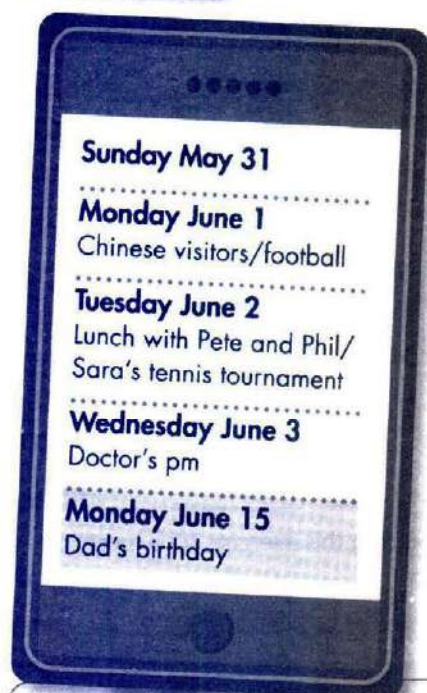 Sunday May 31
Monday June 1
Chinese visitors/football
Tuesday June 2
Lunch with Pete and Phil/
Sara's tennis tournament
Wednesday June 3
Doctor's pm
Monday June 15
Dad's birthday